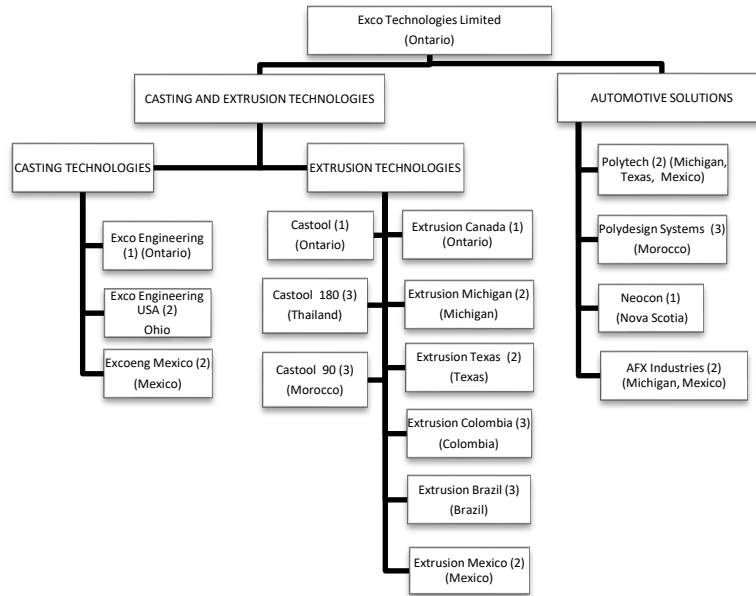 Exco Technologies Limited
(Ontario)
CASTING AND EXTRUSION TECHNOLOGIES
AUTOMOTIVE SOLUTIONS
CASTING TECHNOLOGIES
EXTRUSION TECHNOLOGIES
Exco Engineering
(1) (Ontario)
Exco Engineering
USA (2)
Ohio
Excoeng Mexico (2)
(Mexico)
Castool (1)
(Ontario)
Castool 180 (3)
(Thailand)
Castool 90 (3)
(Morocco)
Extrusion Canada (1)
(Ontario)
Extrusion Michigan (2)
(Michigan)
Extrusion Texas (2)
(Texas)
Extrusion Colombia (3)
(Colombia)
Extrusion Brazil (3)
(Brazil)
Extrusion Mexico (2)
(Mexico)
Polytech (2) (Michigan,
Texas, Mexico)
Polydesign Systems (3)
(Morocco)
Neocon (1)
(Nova Scotia)
AFX Industries (2)
(Michigan, Mexico)